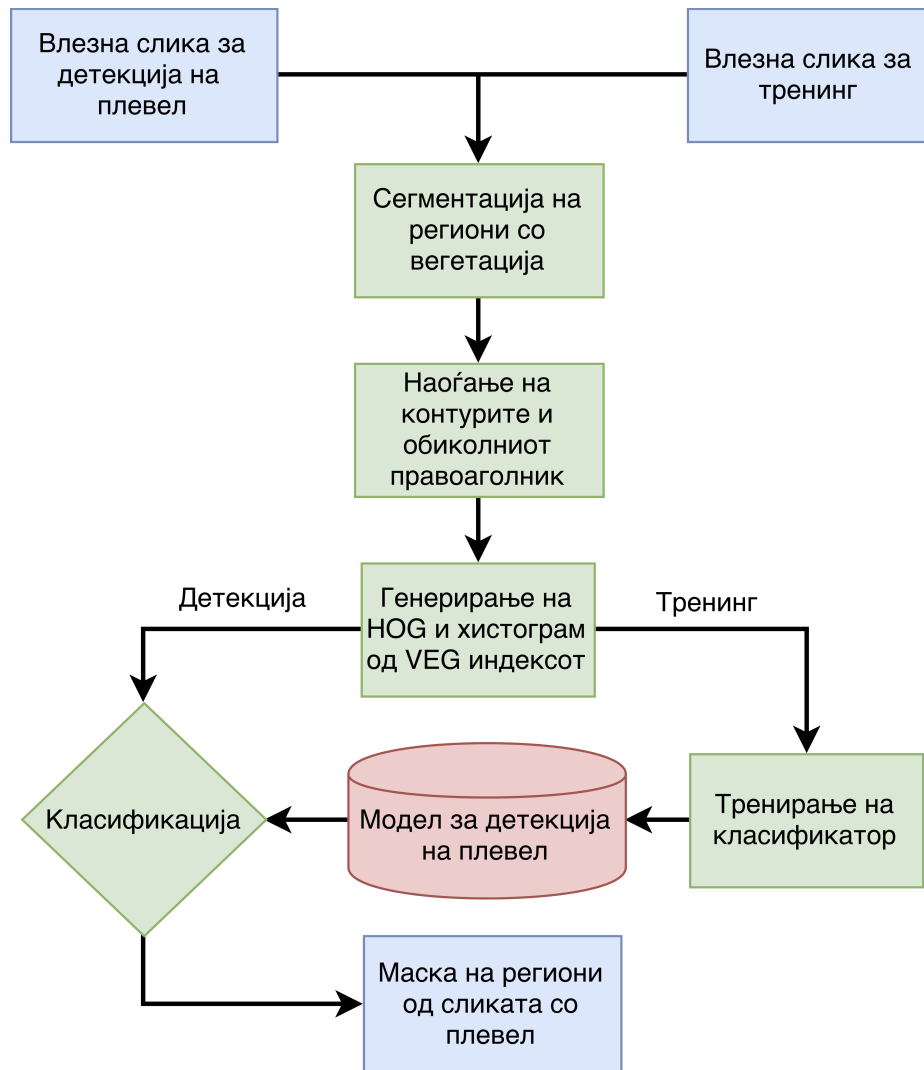 Влезна слика за
детекција на
плевел
Влезна слика за
тренинг
Сегментација на
региони со
вегетација
Наоѓање на
контурите и
обиколниот
правоаголник
Детекција
Генерирање на
HOG и хистограм
од VEG индексот
Тренинг
Класификација
Модел за детекција
на плевел
Тренирање на
класификатор
Маска на региони
од сликата со
плевел